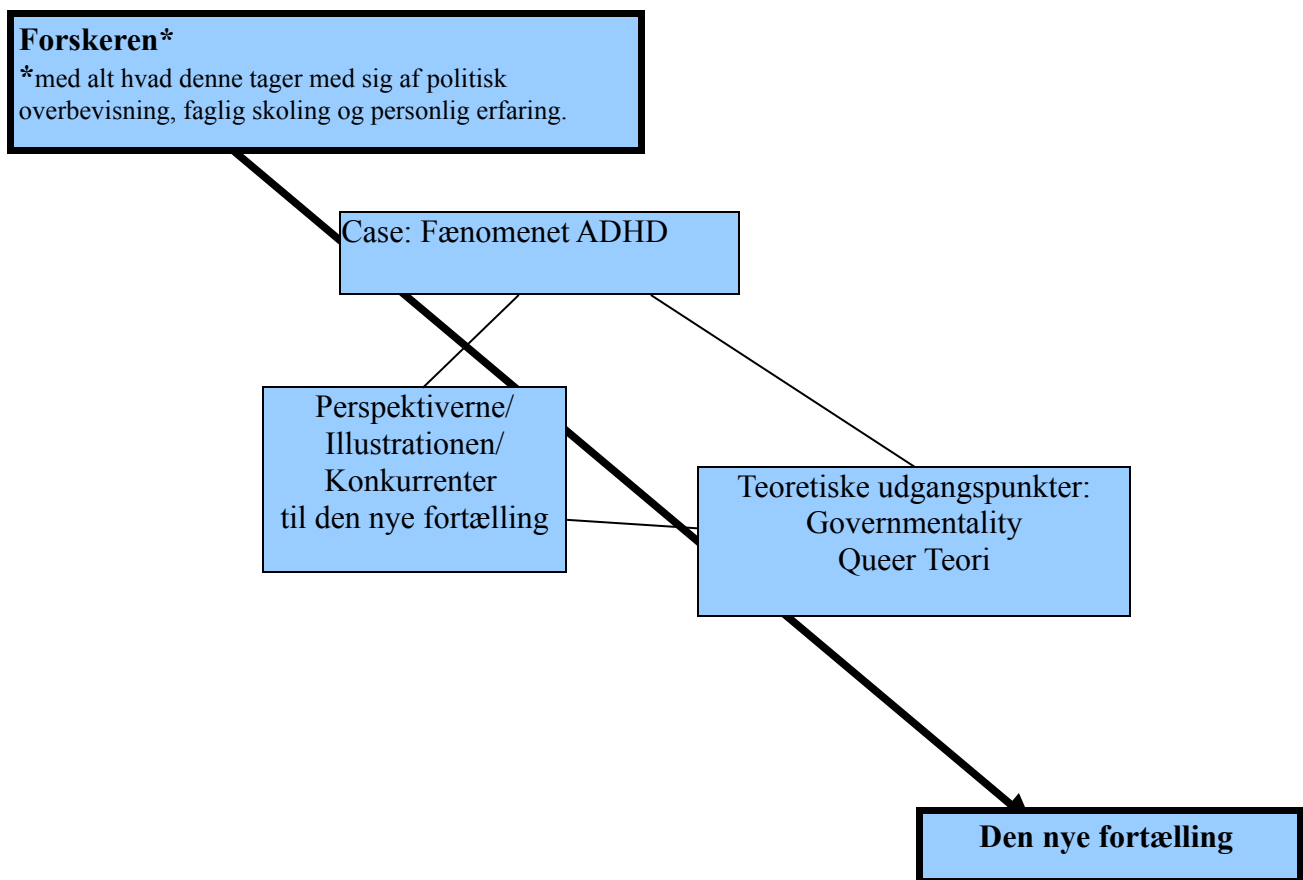 Forskeren*
*med alt hvad denne tager med sig af politisk
overbevisning, faglig skoling og personlig erfaring.
Case: Fænomenet ADHD
Perspektiverne/
Illustrationen/
Konkurrenter
til den nye fortælling
Teoretiske udgangspunkter:
Governmentality
Queer Teori
Den nye fortælling